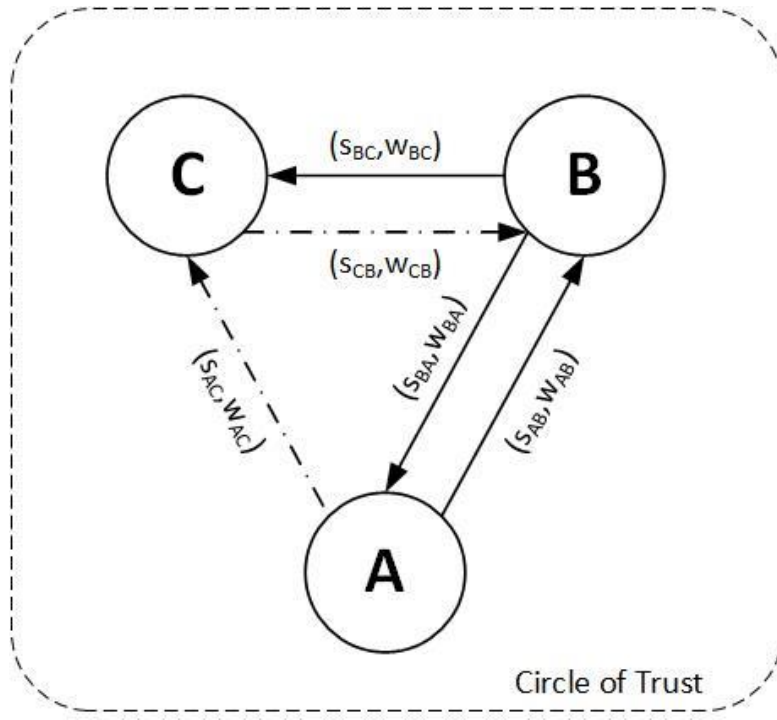 (sBC,wBC)
C
B
(sCB,wCB)
(sBA,wBA)
(sAC,wAC)
(sAB,wAB)
A
Circle of Trust